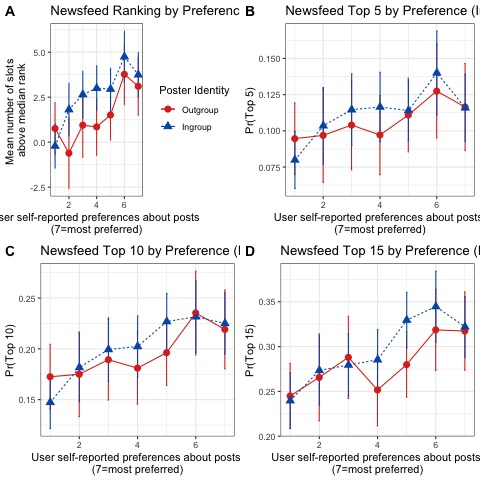 A
Newsfeed Ranking by Preferenc
Mean number of slots
above median rank
5.0
2.5
0.0
-2.5
2
4
6
ser self-reported preferences about posts
(7=most preferred)
Poster Identity
Outgroup
Ingroup
B
Newsfeed Top 5 by Preference (I
Pr(Top 5)
0.150
0.125
0.100
0.075
2
4
6
User self-reported preferences about posts
(7=most preferred)
C
Newsfeed Top 10 by Preference (I
Pr(Top 10)
0.25
0.20
0.15
2
4
6
User self-reported preferences about posts
(7=most preferred)
D
Newsfeed Top 15 by Preference (I
Pr(Top 15)
0.35
0.30
0.25
0.20
2
4
6
User self-reported preferences about posts
(7=most preferred)